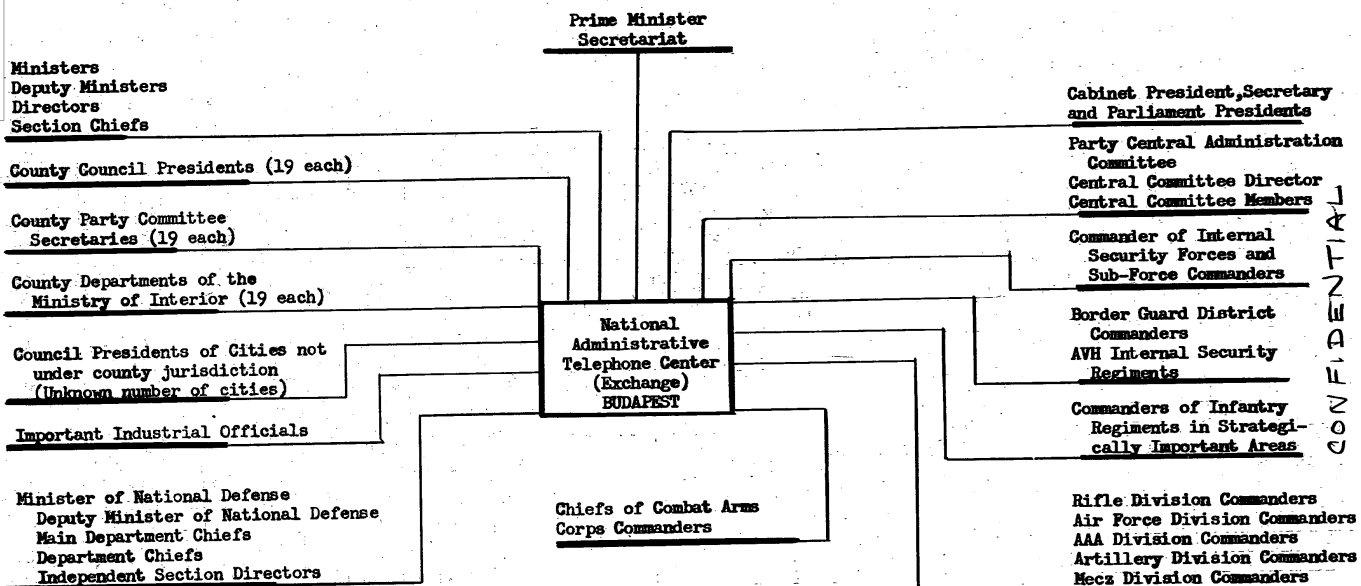 Prime Minister
Secretariat
Ministers
Deputy Ministers
Directors
Section Chiefs
County Council Presidents (19 each)
County Party Committee
Secretaries (19 each)
County Departments of the
Ministry of Interior (19 each)
Council Presidents of Cities not
under county jurisdiction
(Unknown number of cities)
Important Industrial Officials
Minister of National Defense
Deputy Minister of National Defense
Main Department Chiefs
Department Chiefs
Independent Section Directors
National
Administrative
Telephone Center
(Exchange)
BUDAPEST
Chiefs of Combat Arms
Corps Commanders
Cabinet President,Secretary
and Parliament Presidents
Party Central Administration
Committee
Central Committee Director
Central Committee Members
Commander of Internal
Security Forces and
Sub-Force Commanders
Border Guard District
Commanders
AVH Internal Security
Regiments
Commanders of Infantry
Regiments in Strategi-
cally Important Areas
Rifle Division Commanders
Air Force Division Commanders
AAA Division Commanders
Artillery Division Commanders
Mecz Division Commanders
CONFIDENTIAL